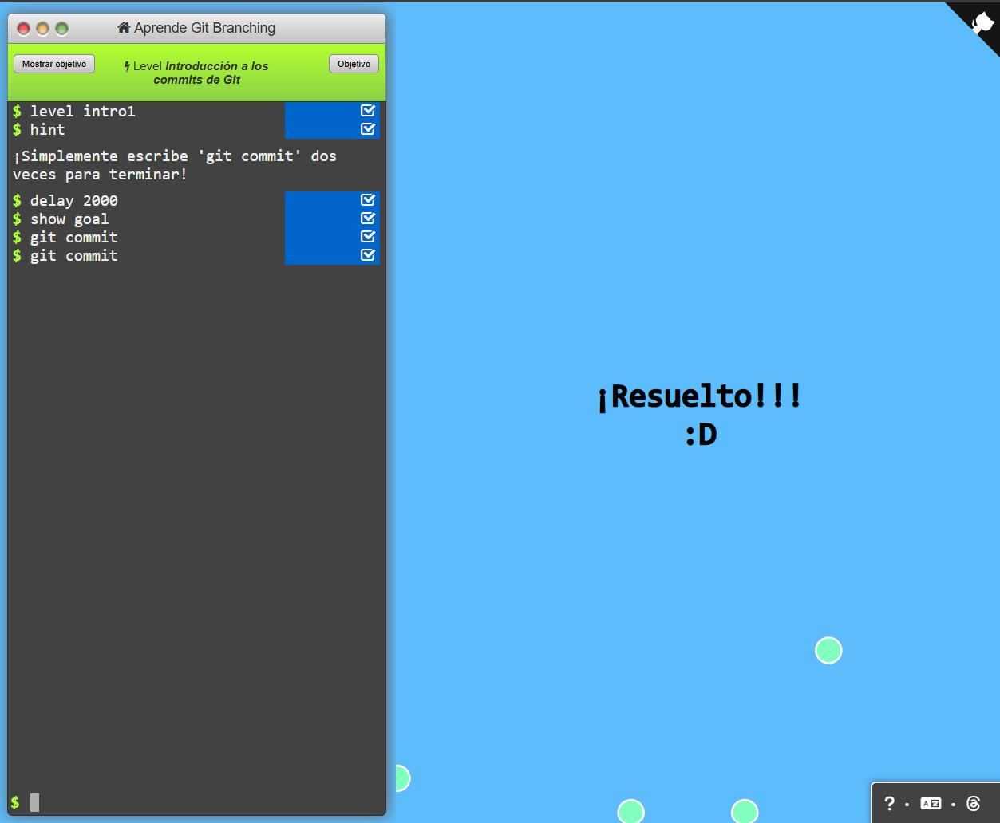 Aprende Git Branching
Mostrar objetivo
Level Introducción a los
commits de Git
Objetivo
$ level intro1
$ hint
¡Simplemente escribe 'git commit' dos
veces para terminar!
$ delay 2000
$ show goal
$ git commit
$ git commit
$
¡Resuelto!!!
:D
?